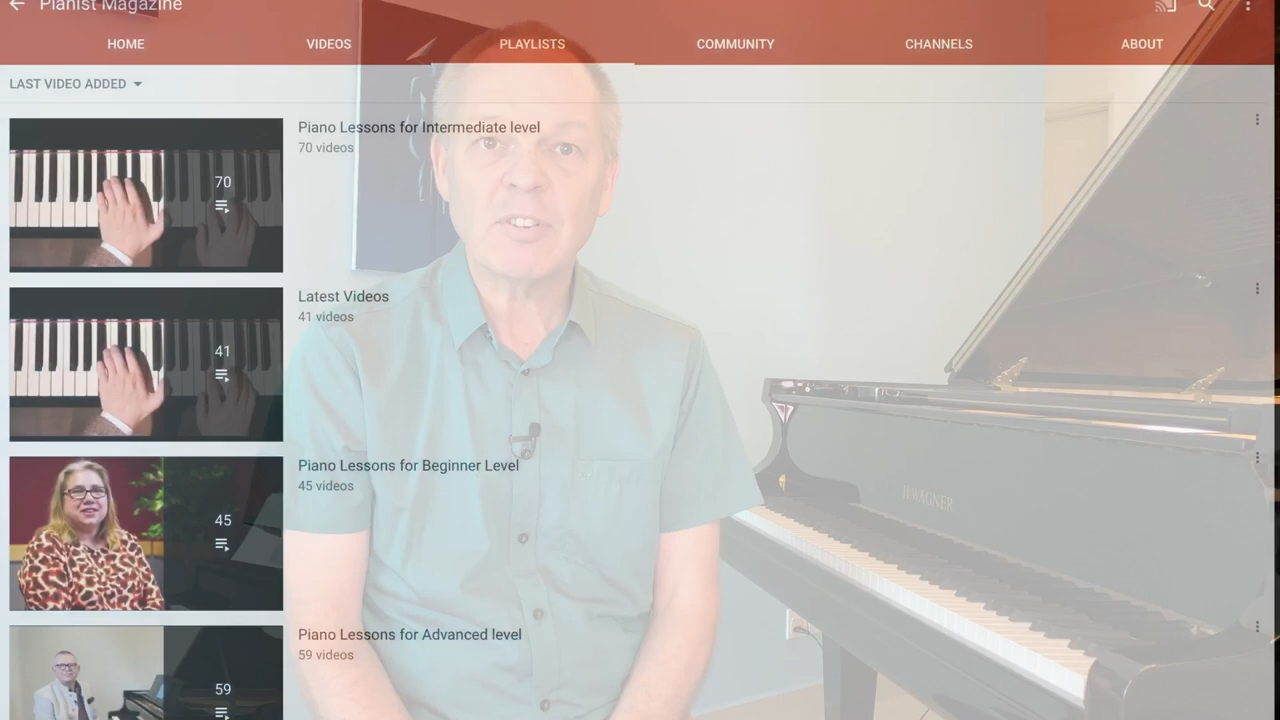 Pianist Magazine
HOME VIDEOS PLAYLISTS COMMUNITY CHANNELS ABOUT
LAST VIDEO ADDED
Piano Lessons for Intermediate level
70 videos
70
Latest Videos
41 videos
41
Piano Lessons for Beginner Level
45 videos
45
Piano Lessons for Advanced level
59 videos
59
H.WAGNER